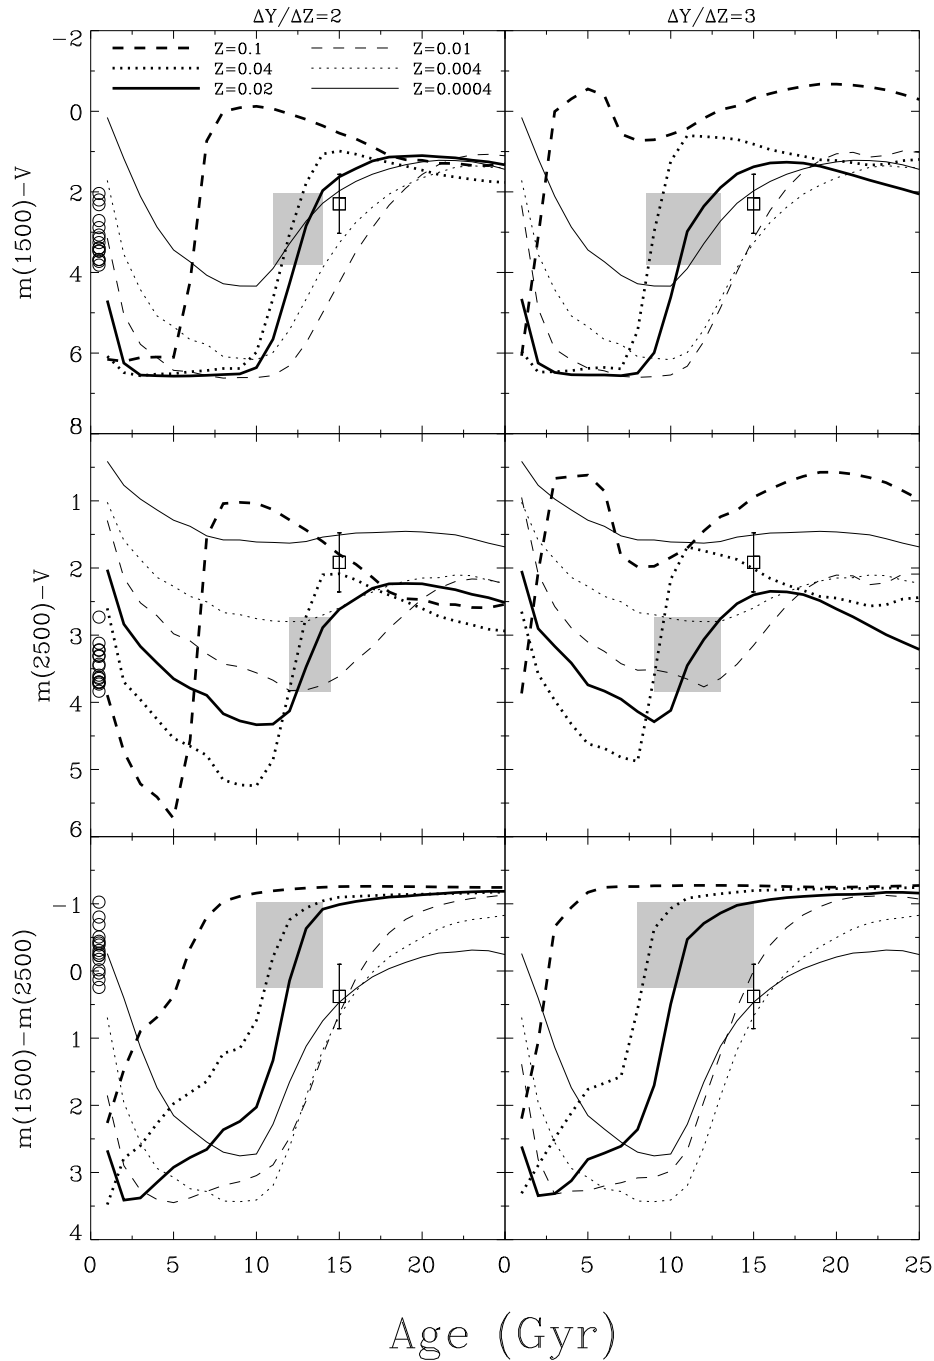 ΔY/ΔZ=2 ΔY/ΔZ=3
Z=0.1 Z=0.01
Z=0.04 Z=0.004
Z=0.02 Z=0.0004
m(1500)-V
-2
0
2
4
6
8
m(2500)-V
1
2
3
4
5
6
m(1500)-m(2500)
-1
0
1
2
3
4
0 5 10 15 20 0 5 10 15 20 25
Age (Gyr)